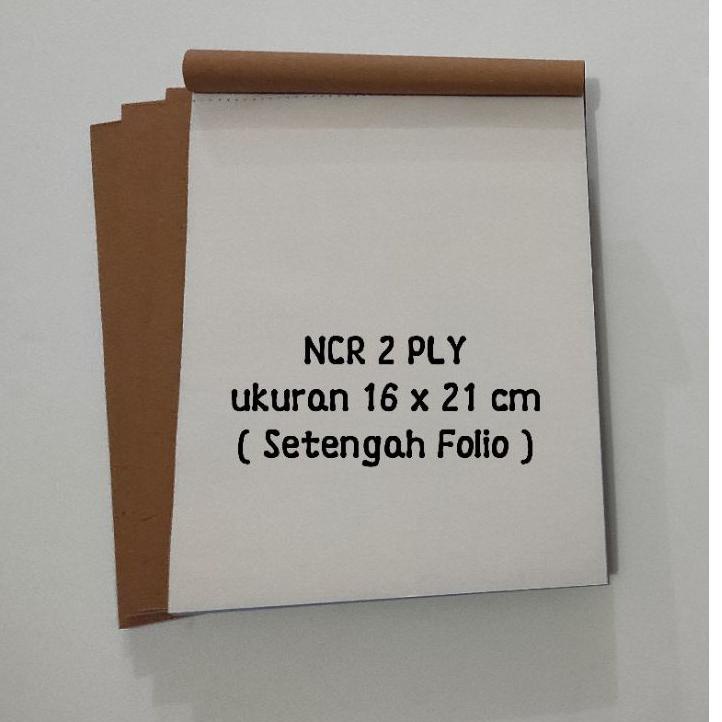 NCR 2 PLY
ukuran 16 x 21 cm
( Setengah Folio )